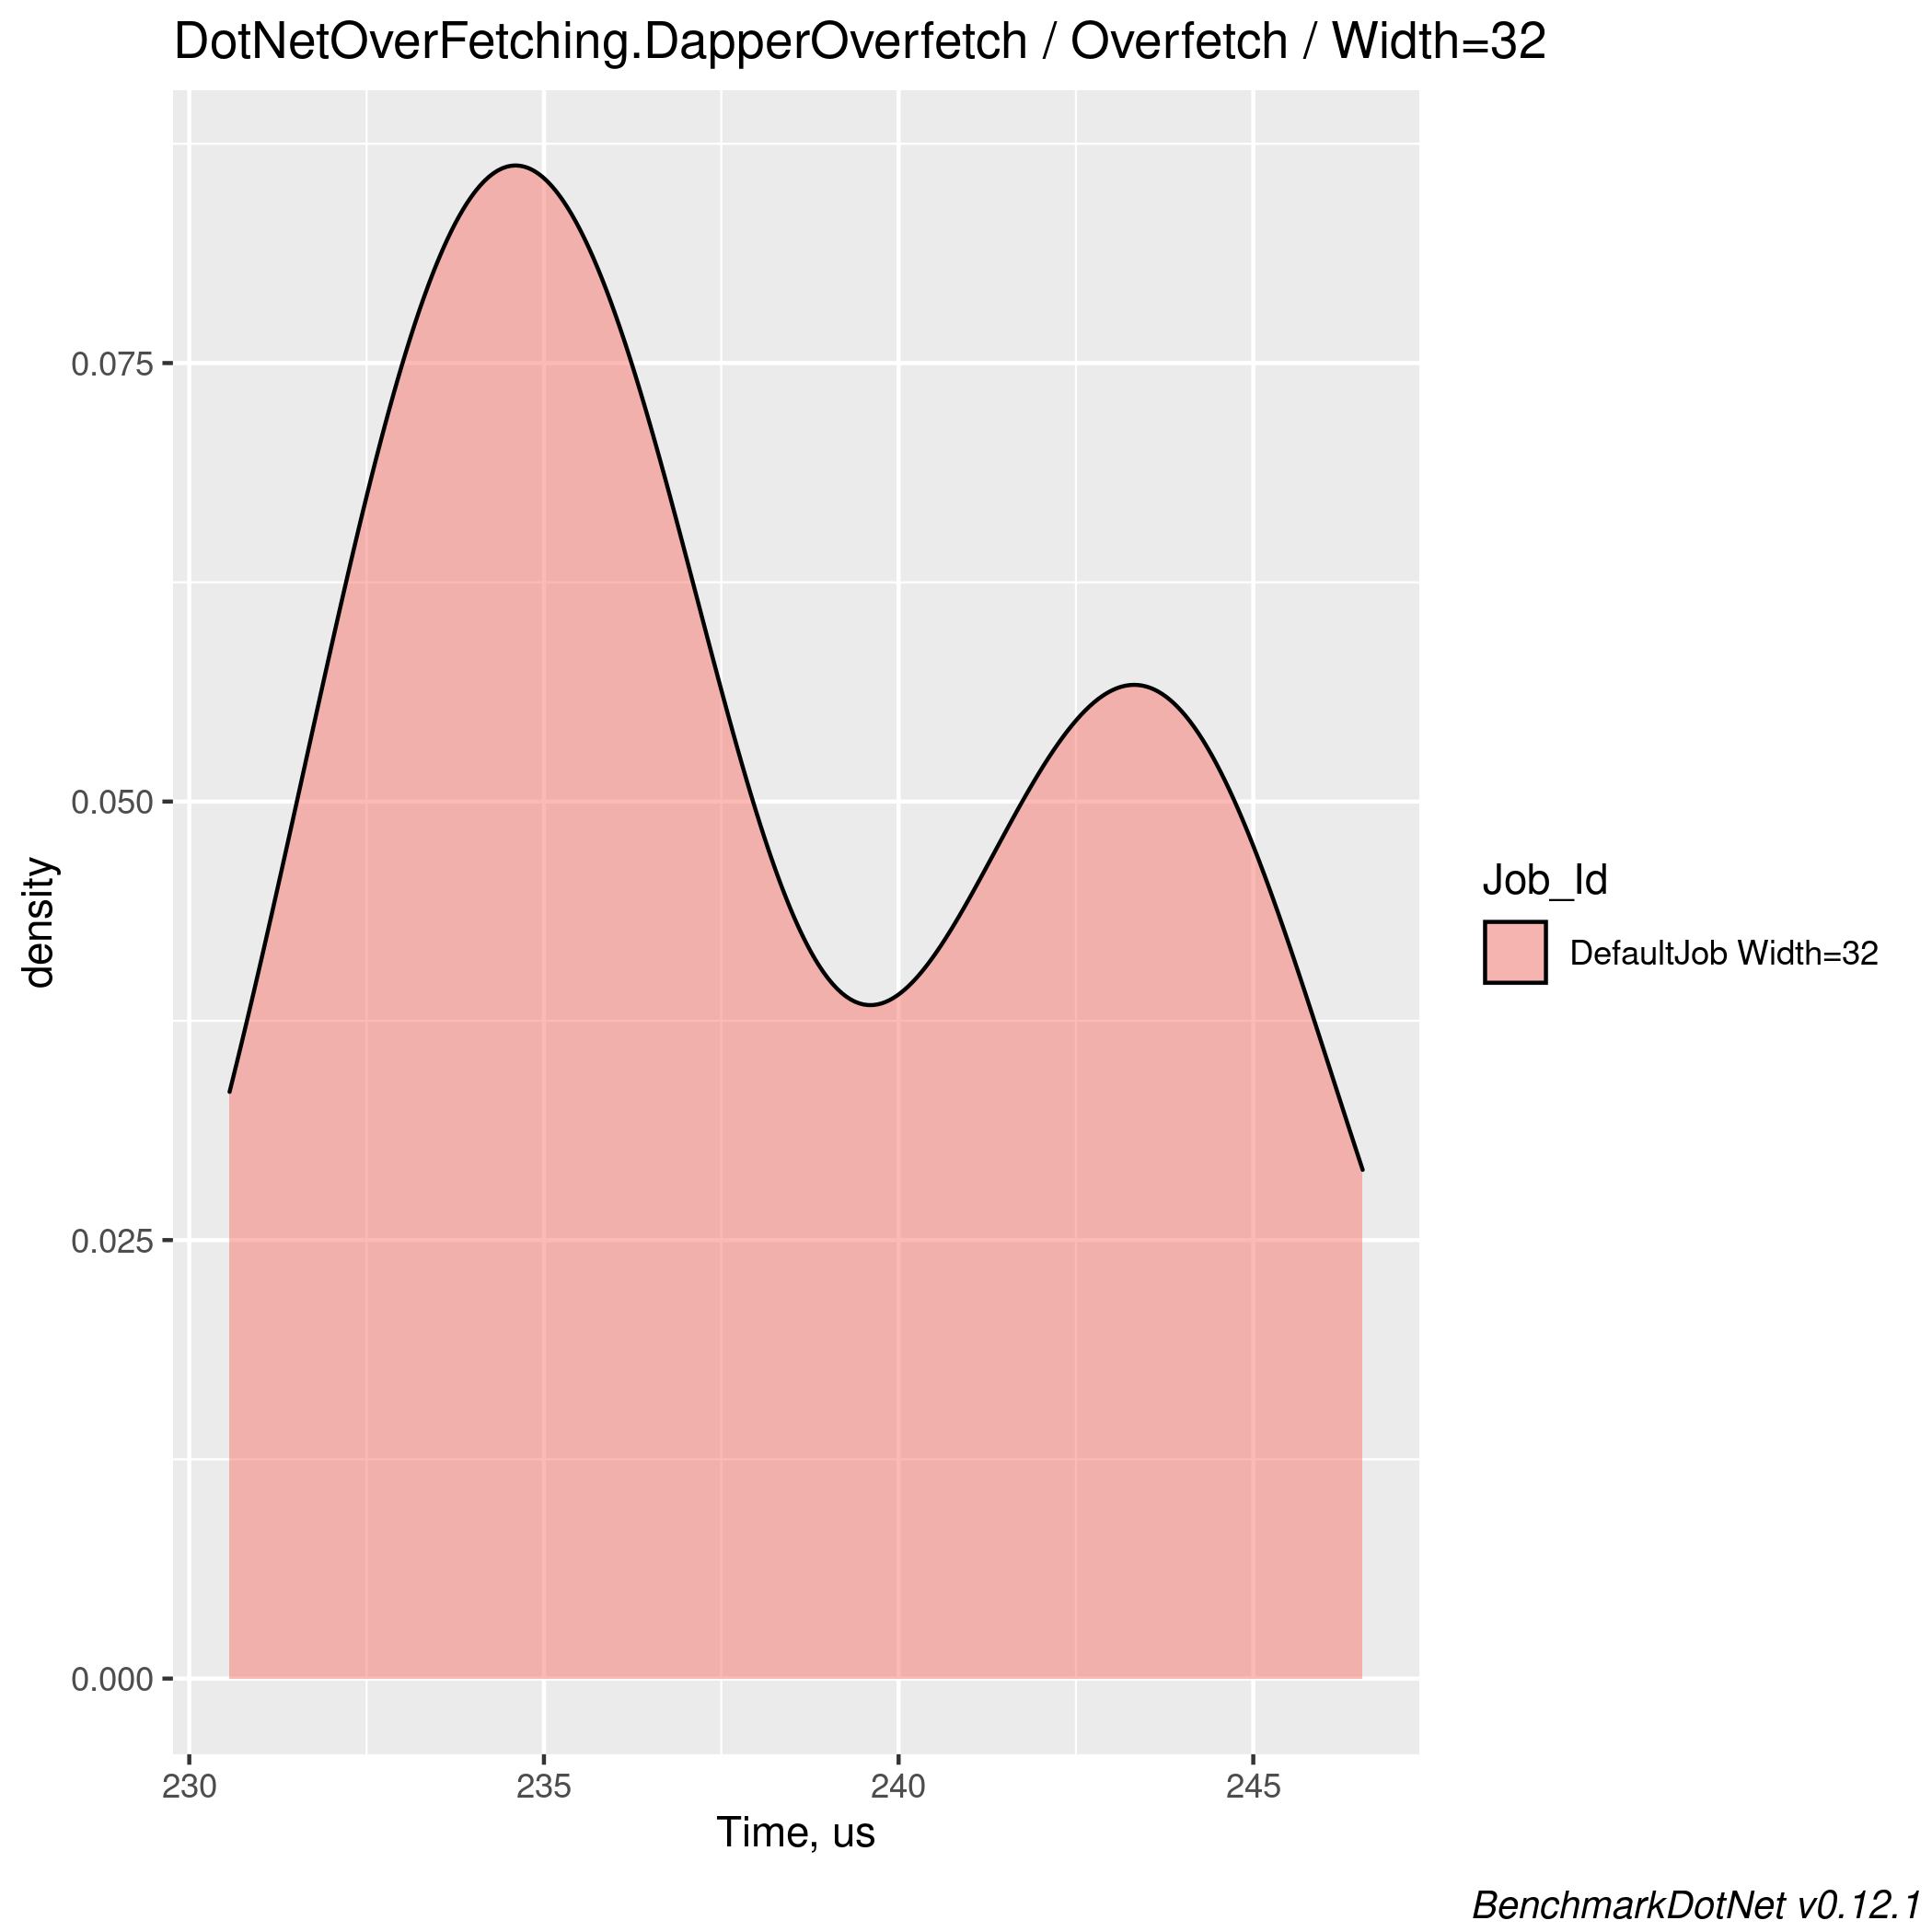 DotNetOverFetching.DapperOverfetch / Overfetch / Width=32
0.075
0.050
0.025
0.000
density
230
235
240
245
Time, us
Job_Id
DefaultJob Width=32
BenchmarkDotNet v0.12.1